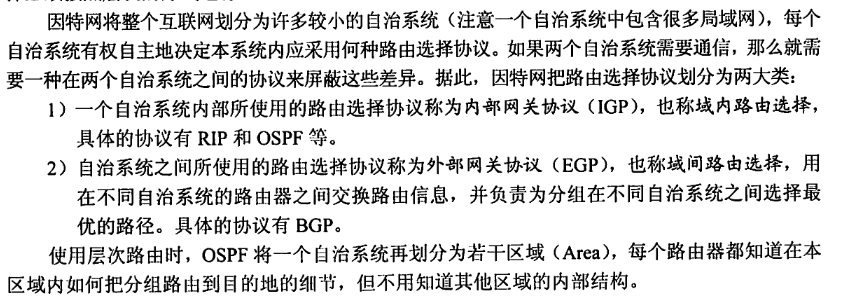 因特网将整个互联网划分为许多较小的自治系统（注意一个自治系统中包含很多局域网），每个
自治系统有权自主地决定本系统内应采用何种路由选择协议。如果两个自治系统需要通信，那么就需
要一种在两个自治系统之间的协议来屏蔽这些差异。据此，因特网把路由选择协议划分为两大类：
1）一个自治系统内部所使用的路由选择协议称为内部网关协议（IGP），也称域内路由选择，
具体的协议有 RIP 和 OSPF 等。
2）自治系统之间所使用的路由选择协议称为外部网关协议（EGP），也称域间路由选择，用
在不同自治系统的路由器之间交换路由信息，并负责为分组在不同自治系统之间选择最
优的路径。具体的协议有 BGP。
使用层次路由时，OSPF 将一个自治系统再划分为若干区域（Area），每个路由器都知道在本
区域内如何把分组路由到目的地的细节，但不用知道其他区域的内部结构。